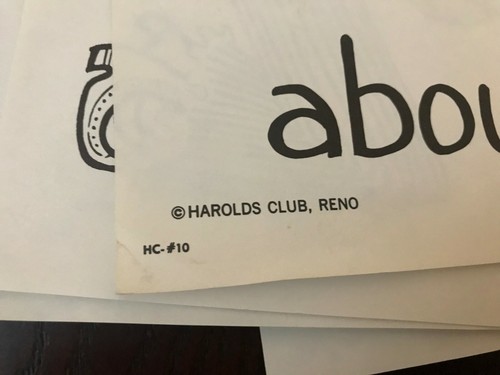 abou
©HAROLDS CLUB, RENO
HC-#10